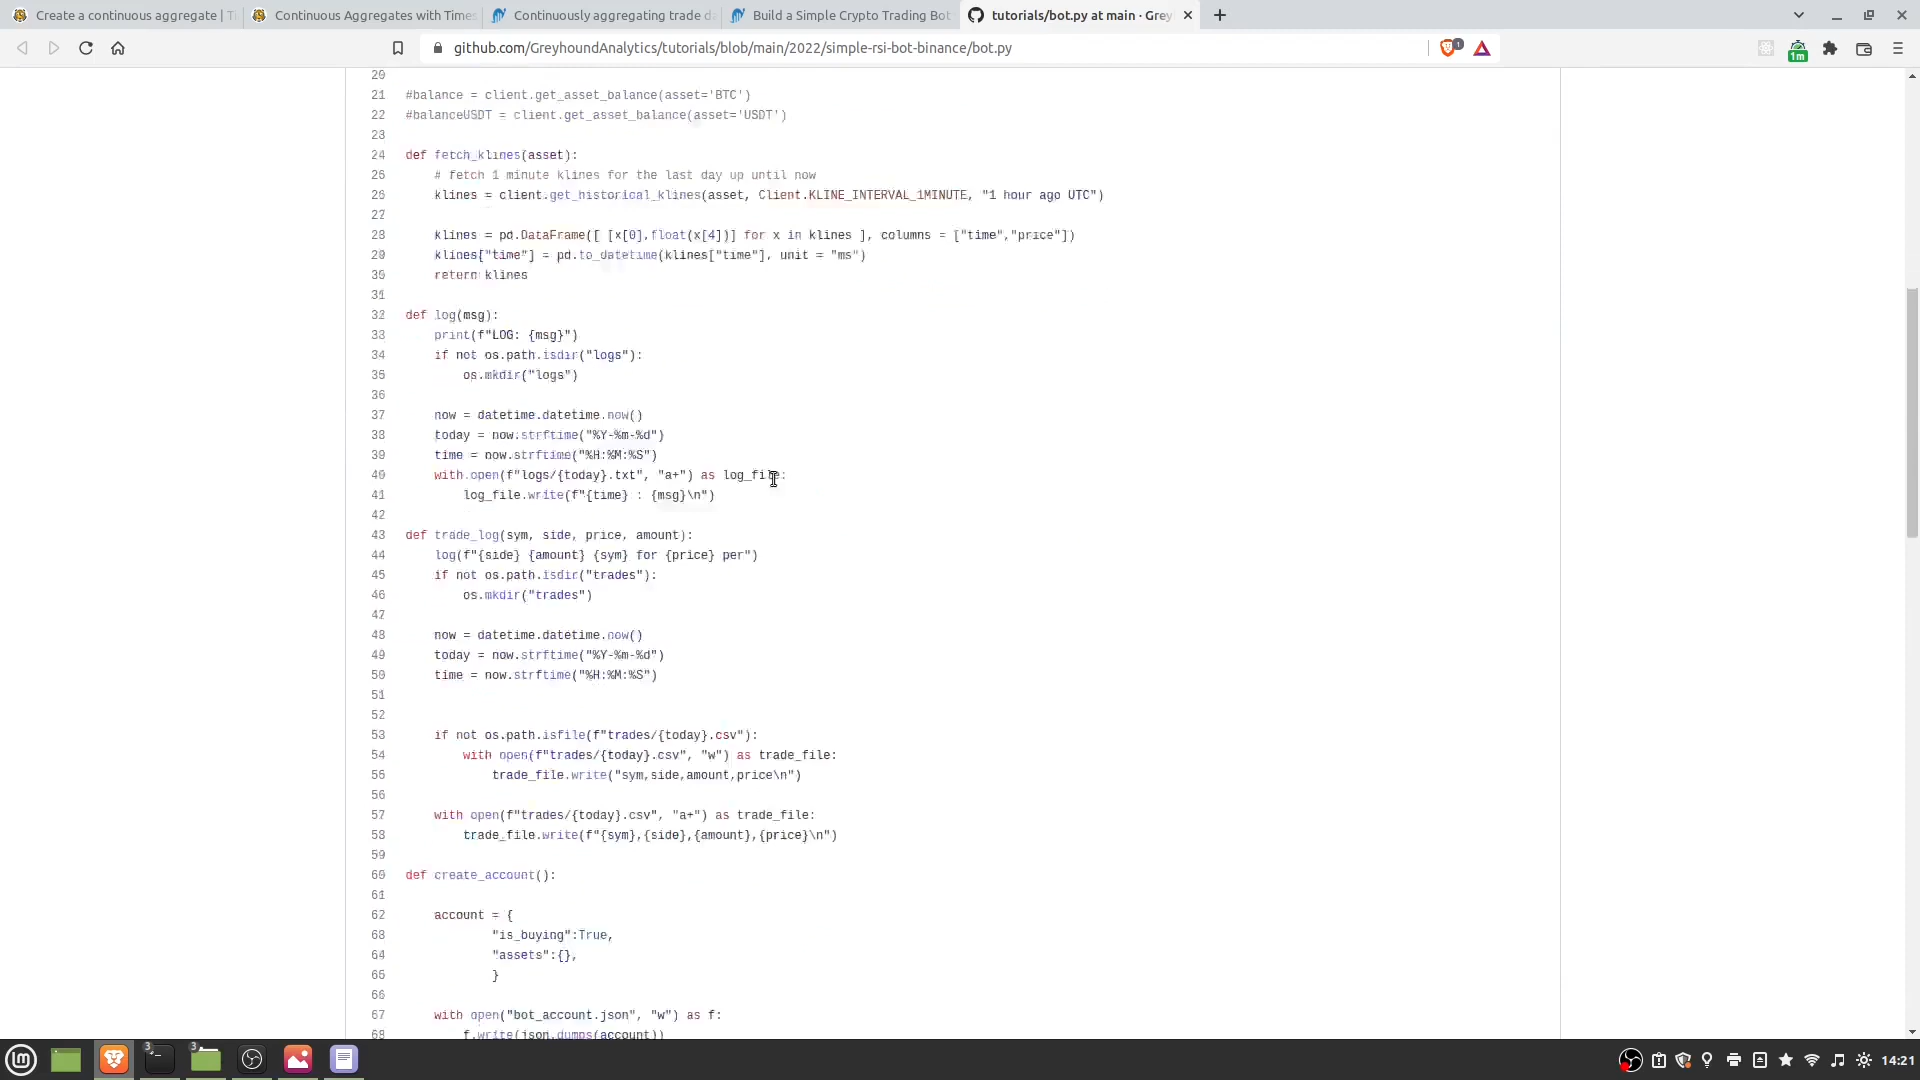 Create a continuous aggregate | Ti
Continuous Aggregates with Times
Continuously aggregating trade da
Build a Simple Crypto Trading Bot
tutorials/bot.py at main · Grey
github.com/GreyhoundAnalytics/tutorials/blob/main/2022/simple-rsi-bot-binance/bot.py
1
1m
20
21 #balance = client.get_asset_balance(asset='BTC')
22 #balanceUSDT = client.get_asset_balance(asset='USDT')
23
24 def fetch_klines(asset):
25 # fetch 1 minute klines for the last day up until now
26 klines = client.get_historical_klines(asset, Client.KLINE_INTERVAL_1MINUTE, "1 hour ago UTC")
27
28 klines = pd.DataFrame([ [x[0],float(x[4])] for x in klines ], columns = ["time","price"])
29 klines["time"] = pd.to_datetime(klines["time"], unit = "ms")
30 return klines
31
32 def log(msg):
33 print(f"LOG: {msg}")
34 if not os.path.isdir("logs"):
35 os.mkdir("logs")
36
37 now = datetime.datetime.now()
38 today = now.strftime("%Y-%m-%d")
39 time = now.strftime("%H:%M:%S")
40 with open(f"logs/{today}.txt", "a+") as log_file:
41 log_file.write(f"{time} : {msg}\n")
42
43 def trade_log(sym, side, price, amount):
44 log(f"{side} {amount} {sym} for {price} per")
45 if not os.path.isdir("trades"):
46 os.mkdir("trades")
47
48 now = datetime.datetime.now()
49 today = now.strftime("%Y-%m-%d")
50 time = now.strftime("%H:%M:%S")
51
52
53 if not os.path.isfile(f"trades/{today}.csv"):
54 with open(f"trades/{today}.csv", "w") as trade_file:
55 trade_file.write("sym,side,amount,price\n")
56
57 with open(f"trades/{today}.csv", "a+") as trade_file:
58 trade_file.write(f"{sym},{side},{amount},{price}\n")
59
60 def create_account():
61
62 account = {
63 "is_buying":True,
64 "assets":{},
65 }
66
67 with open("bot_account.json", "w") as f:
68 f.write(json.dumps(account))
3
3
14:21